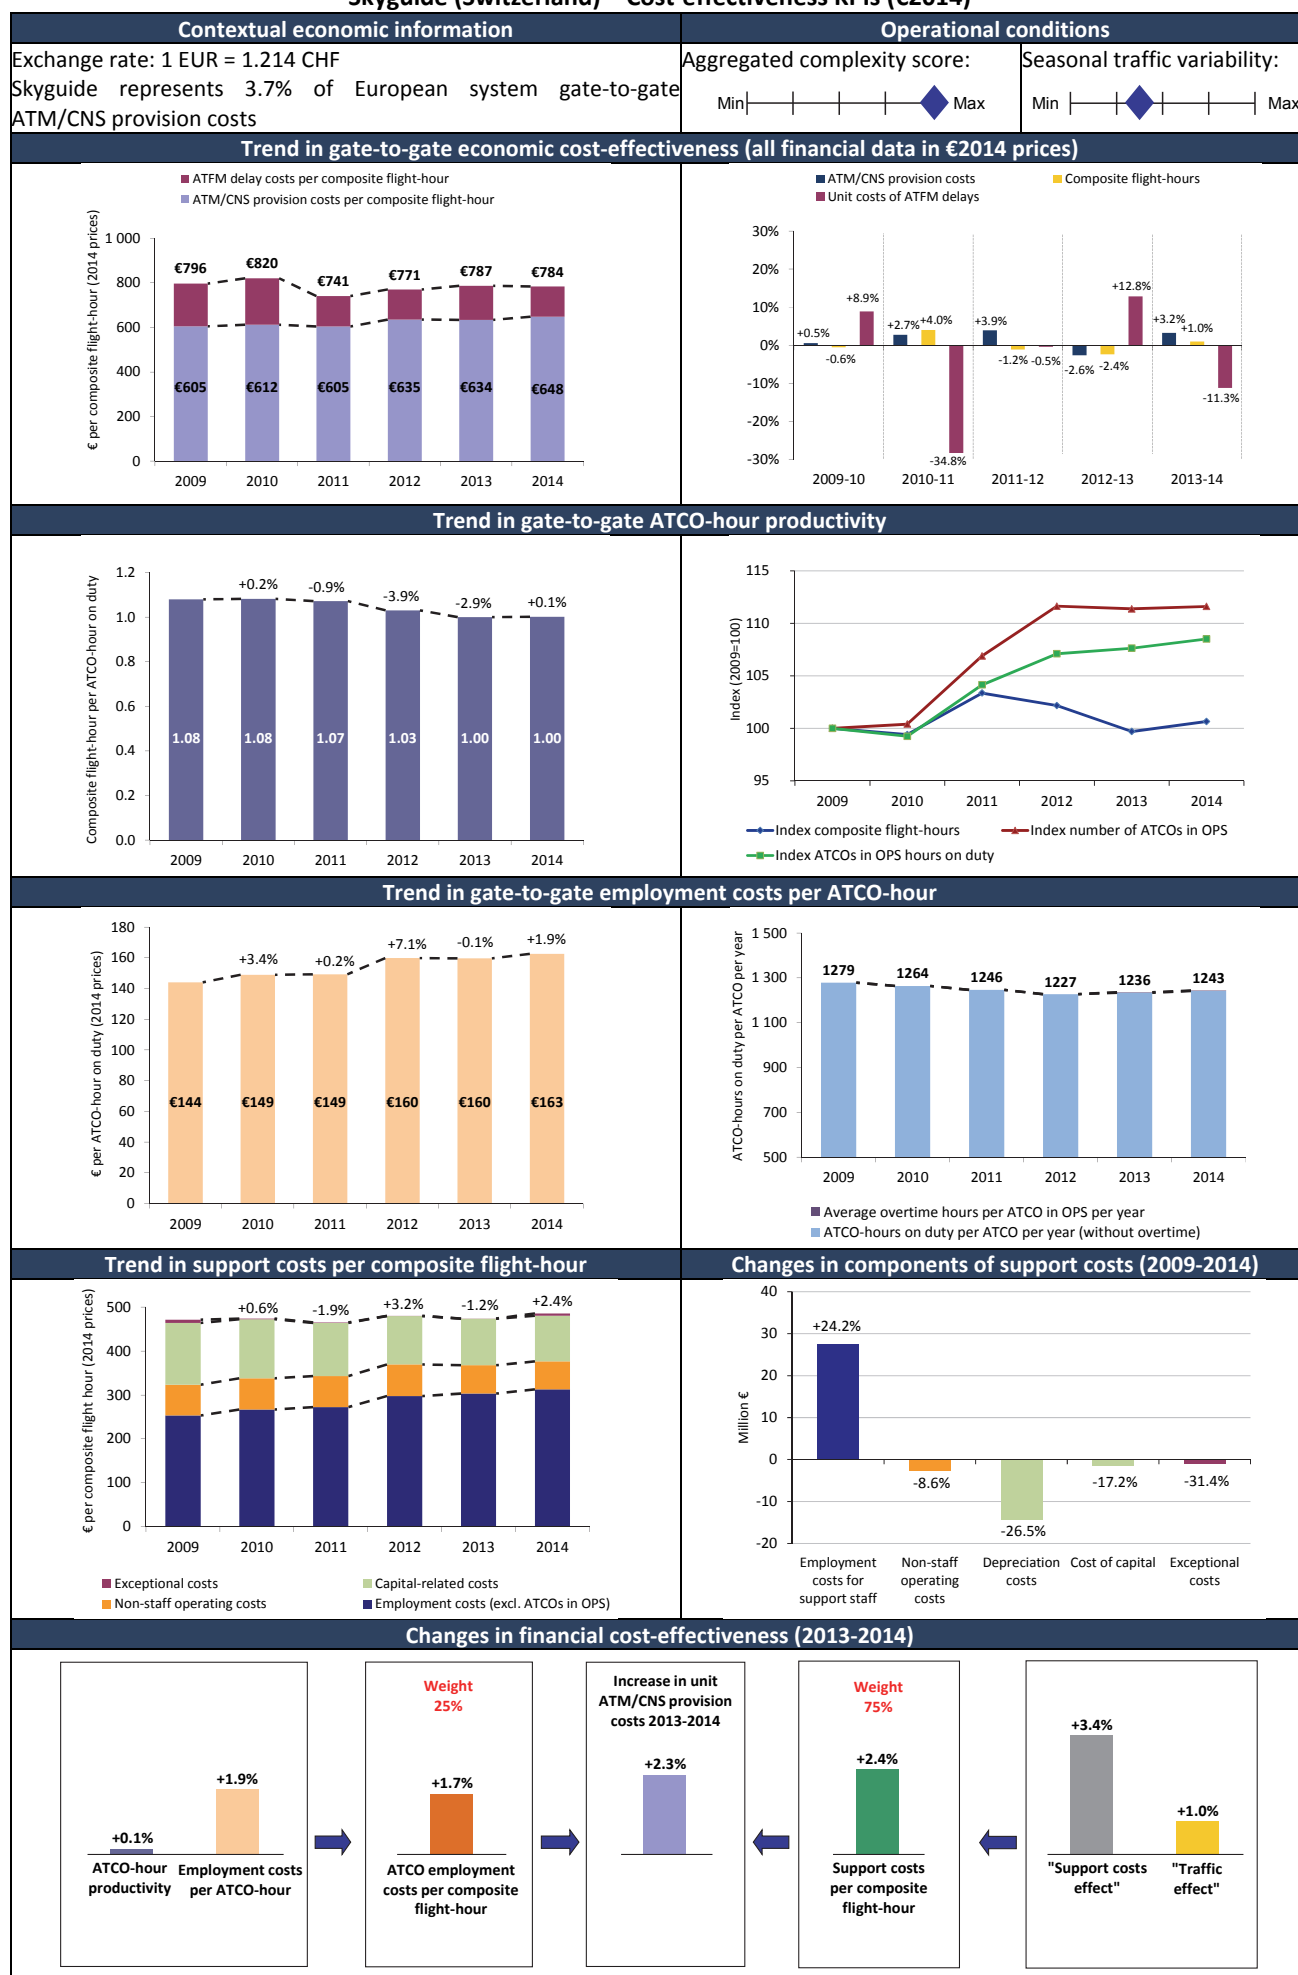 Skyguide (Switzerland) – Cost-effectiveness KPIs (€2014)
Contextual economic information
Operational conditions
Exchange rate: 1 EUR = 1.214 CHF
Skyguide represents 3.7% of European system gate-to-gate
ATM/CNS provision costs
Aggregated complexity score:
Min
Max
Seasonal traffic variability:
Min
Max
Trend in gate-to-gate economic cost-effectiveness (all financial data in €2014 prices)
ATFM delay costs per composite flight-hour
ATM/CNS provision costs per composite flight-hour
€ per composite flight-hour (2014 prices)
1 000
800
600
400
200
0
€796
€820
€741
€771
€787
€784
€605
€612
€605
€635
€634
€648
2009
2010
2011
2012
2013
2014
ATM/CNS provision costs
Composite flight-hours
Unit costs of ATFM delays
30%
20%
10%
0%
-10%
-20%
-30%
+0.5%
-0.6%
+8.9%
+2.7%
+4.0%
-34.8%
+3.9%
-1.2%
-0.5%
-2.6%
-2.4%
+12.8%
+3.2%
+1.0%
-11.3%
2009-10
2010-11
2011-12
2012-13
2013-14
Trend in gate-to-gate ATCO-hour productivity
Composite flight-hour per ATCO-hour on duty
1.2
1.0
0.8
0.6
0.4
0.2
0.0
+0.2%
-0.9%
-3.9%
-2.9%
+0.1%
1.08
1.08
1.07
1.03
1.00
1.00
2009
2010
2011
2012
2013
2014
Index (2009=100)
115
110
105
100
95
2009
2010
2011
2012
2013
2014
Index composite flight-hours
Index number of ATCOs in OPS
Index ATCOs in OPS hours on duty
Trend in gate-to-gate employment costs per ATCO-hour
€ per ATCO-hour on duty (2014 prices)
180
160
140
120
100
80
60
40
20
0
+3.4%
+0.2%
+7.1%
-0.1%
+1.9%
€144
€149
€149
€160
€160
€163
2009
2010
2011
2012
2013
2014
ATCO-hours on duty per ATCO per year
1 500
1300
1 100
900
700
500
1279
1264
1246
1227
1236
1243
2009
2010
2011
2012
2013
2014
Average overtime hours per ATCO in OPS per year
ATCO-hours on duty per ATCO per year (without overtime)
Trend in support costs per composite flight-hour
Changes in components of support costs (2009-2014)
€ per composite flight hour (2014 prices)
500
400
300
200
100
0
+0.6%
-1.9%
+3.2%
-1.2%
+2.4%
2009
2010
2011
2012
2013
2014
Exceptional costs
Capital-related costs
Non-staff operating costs
Employment costs (excl. ATCOs in OPS)
Million €
40
30
20
10
0
-10
-20
+24.2%
-8.6%
-26.5%
-17.2%
-31.4%
Employment
costs for
support staff
Non-staff
operating
costs
Depreciation
costs
Cost of capital
Exceptional
costs
Changes in financial cost-effectiveness (2013-2014)
+0.1%
+1.9%
ATCO-hour
productivity
Employment costs
per ATCO-hour
Weight
25%
+1.7%
ATCO employment
costs per composite
flight-hour
Increase in unit
ATM/CNS provision
costs 2013-2014
+2.3%
Weight
75%
+2.4%
Support costs
per composite
flight-hour
+3.4%
+1.0%
"Support costs
effect"
"Traffic
effect"